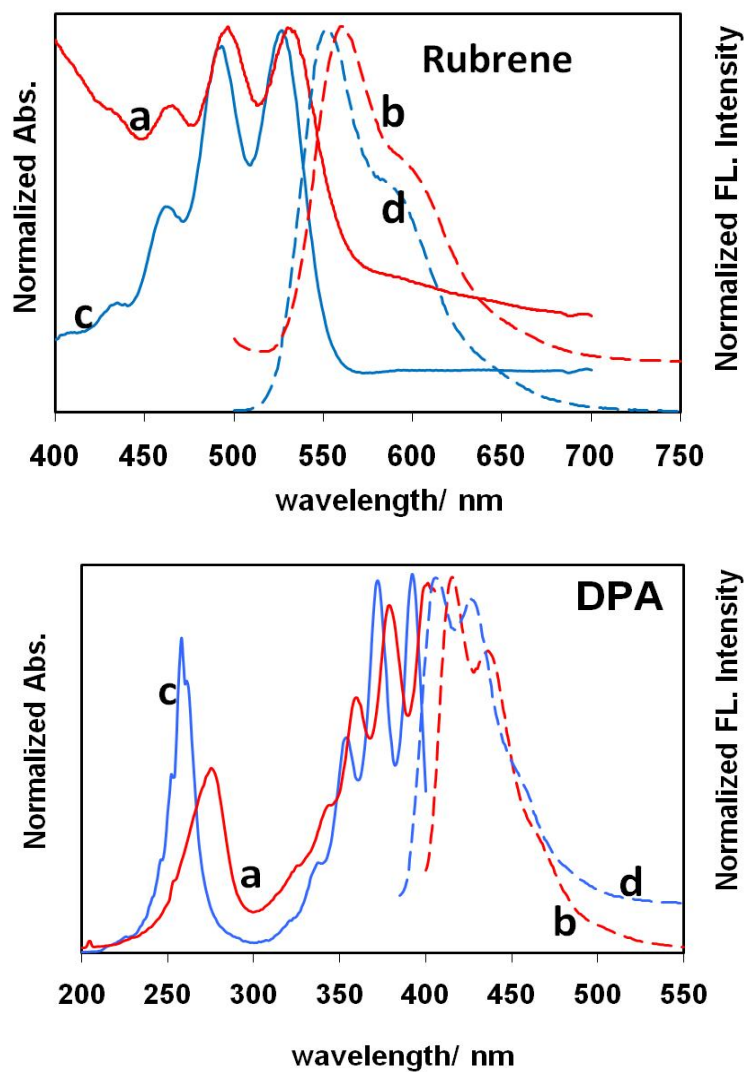 Rubrene
Normalized Abs.
Normalized FL. Intensity
a
b
d
c
400 450 500 550 600 650 700 750
wavelength/ nm
DPA
Normalized Abs.
Normalized FL. Intensity
c
a
d
b
200 250 300 350 400 450 500 550
wavelength/ nm